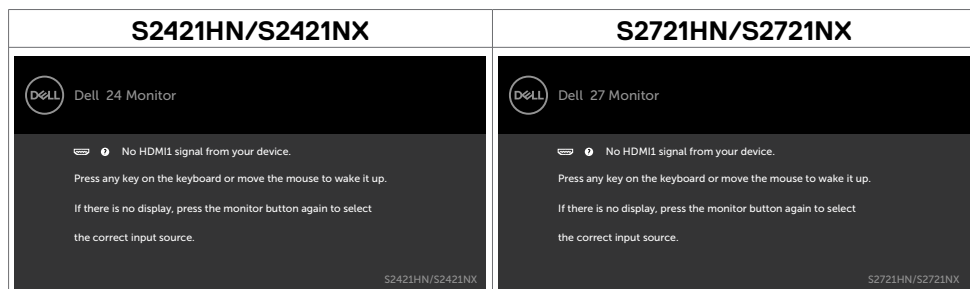 S2421HN/S2421NX
S2721HN/S2721NX
DELL
Dell 24 Monitor
No HDMI1 signal from your device.
Press any key on the keyboard or move the mouse to wake it up.
If there is no display, press the monitor button again to select
the correct input source.
S2421HN/S2421NX
DELL
Dell 27 Monitor
No HDMI1 signal from your device.
Press any key on the keyboard or move the mouse to wake it up.
If there is no display, press the monitor button again to select
the correct input source.
S2721HN/S2721NX